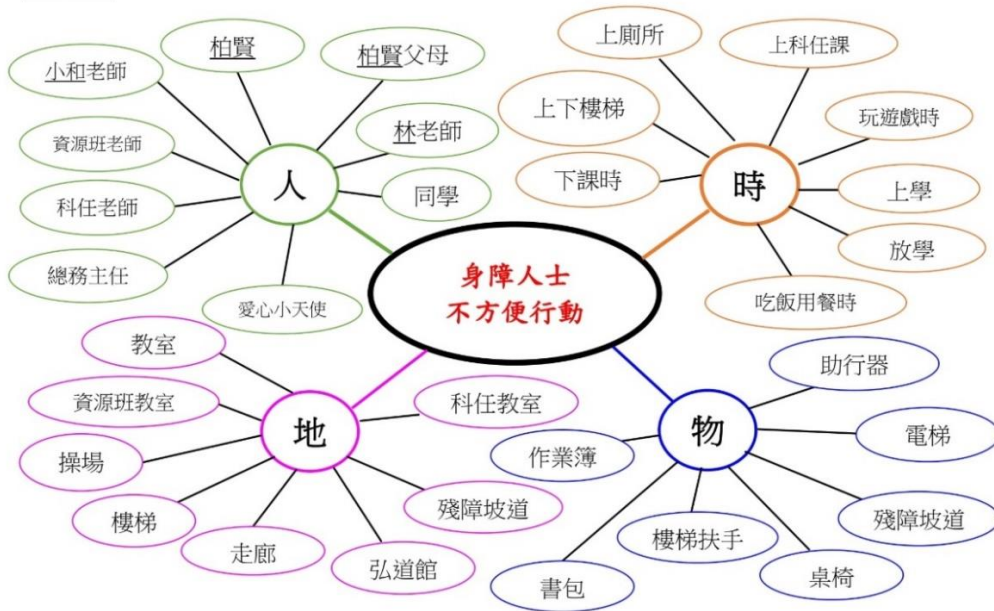 身障人士
不方便行動
人
小和老師
柏賢
柏賢父母
林老師
同學
資源班老師
科任老師
總務主任
愛心小天使
時
上廁所
上科任課
上下樓梯
玩遊戲時
下課時
上學
放學
吃飯用餐時
地
教室
資源班教室
操場
樓梯
走廊
弘道館
殘障坡道
科任教室
物
助行器
電梯
作業簿
殘障坡道
樓梯扶手
書包
桌椅